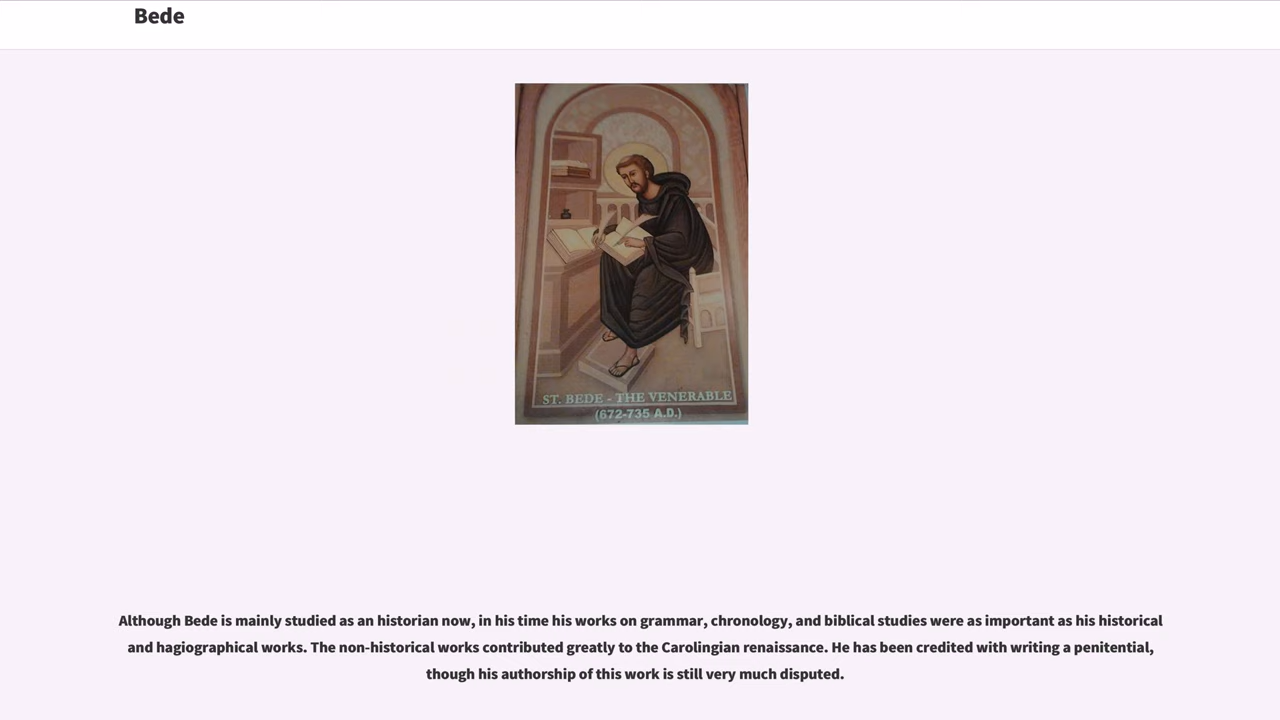 Bede
ST. BEDE - THE VENERABLE
(672-735 A.D.)
Although Bede is mainly studied as an historian now, in his time his works on grammar, chronology, and biblical studies were as important as his historical
and hagiographical works. The non-historical works contributed greatly to the Carolingian renaissance. He has been credited with writing a penitential,
though his authorship of this work is still very much disputed.